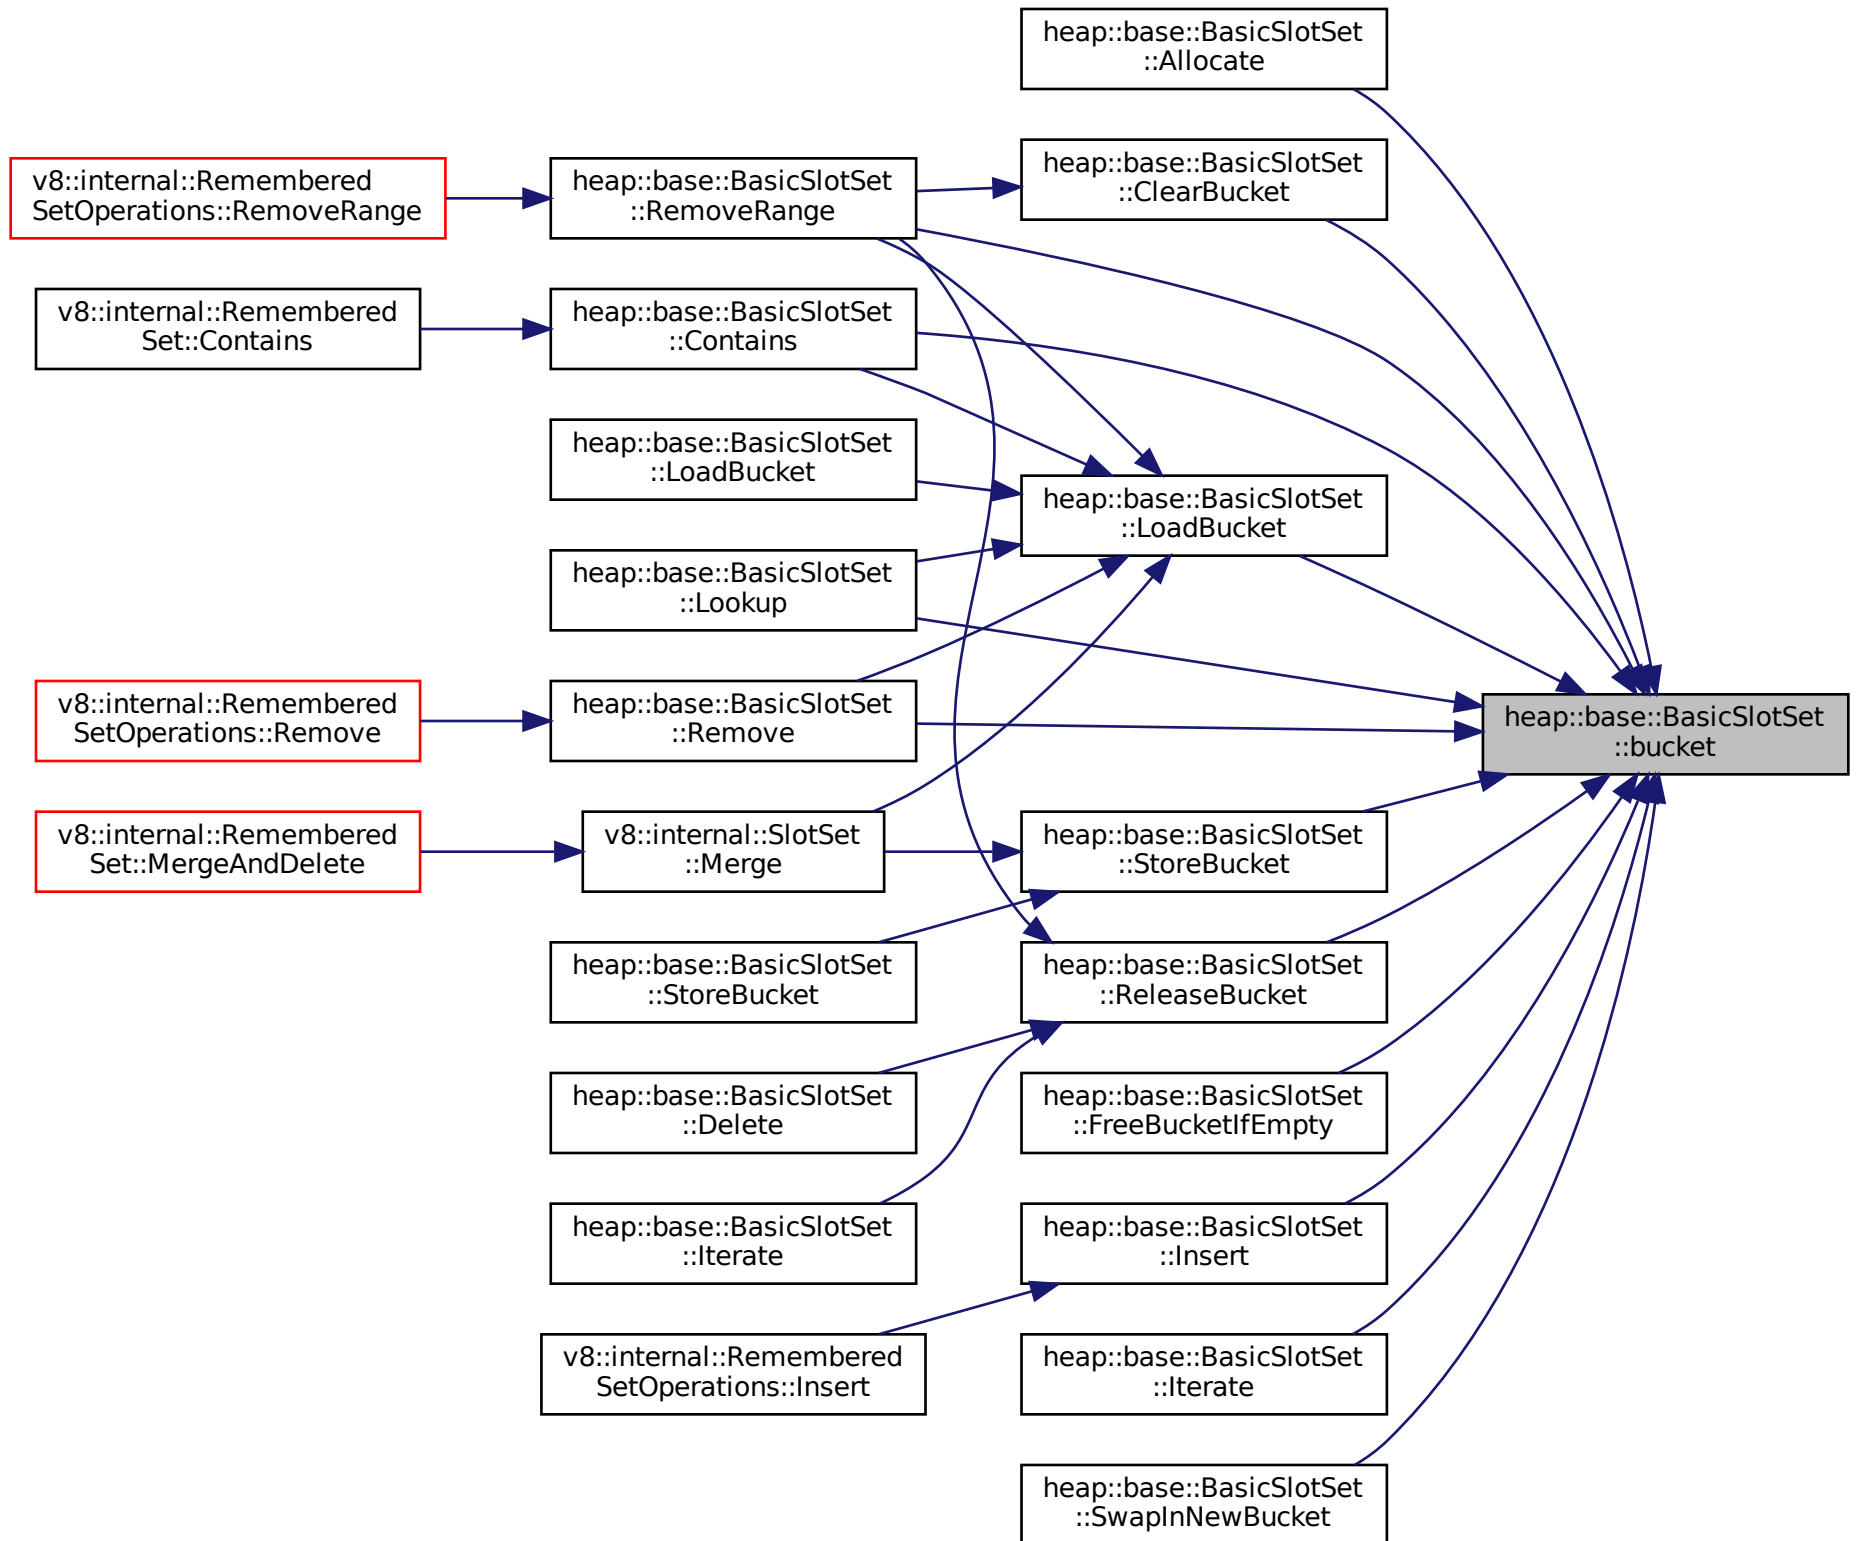 heap::base::BasicSlotSet
::Allocate
heap::base::BasicSlotSet
::ClearBucket
v8::internal::Remembered
SetOperations::RemoveRange
heap::base::BasicSlotSet
::RemoveRange
v8::internal::Remembered
Set::Contains
heap::base::BasicSlotSet
::Contains
heap::base::BasicSlotSet
::LoadBucket
heap::base::BasicSlotSet
::LoadBucket
heap::base::BasicSlotSet
::Lookup
v8::internal::Remembered
SetOperations::Remove
heap::base::BasicSlotSet
::Remove
heap::base::BasicSlotSet
::bucket
v8::internal::Remembered
Set::MergeAndDelete
v8::internal::SlotSet
::Merge
heap::base::BasicSlotSet
::StoreBucket
heap::base::BasicSlotSet
::StoreBucket
heap::base::BasicSlotSet
::ReleaseBucket
heap::base::BasicSlotSet
::Delete
heap::base::BasicSlotSet
::FreeBucketIfEmpty
heap::base::BasicSlotSet
::Iterate
heap::base::BasicSlotSet
::Insert
v8::internal::Remembered
SetOperations::Insert
heap::base::BasicSlotSet
::Iterate
heap::base::BasicSlotSet
::SwapInNewBucket